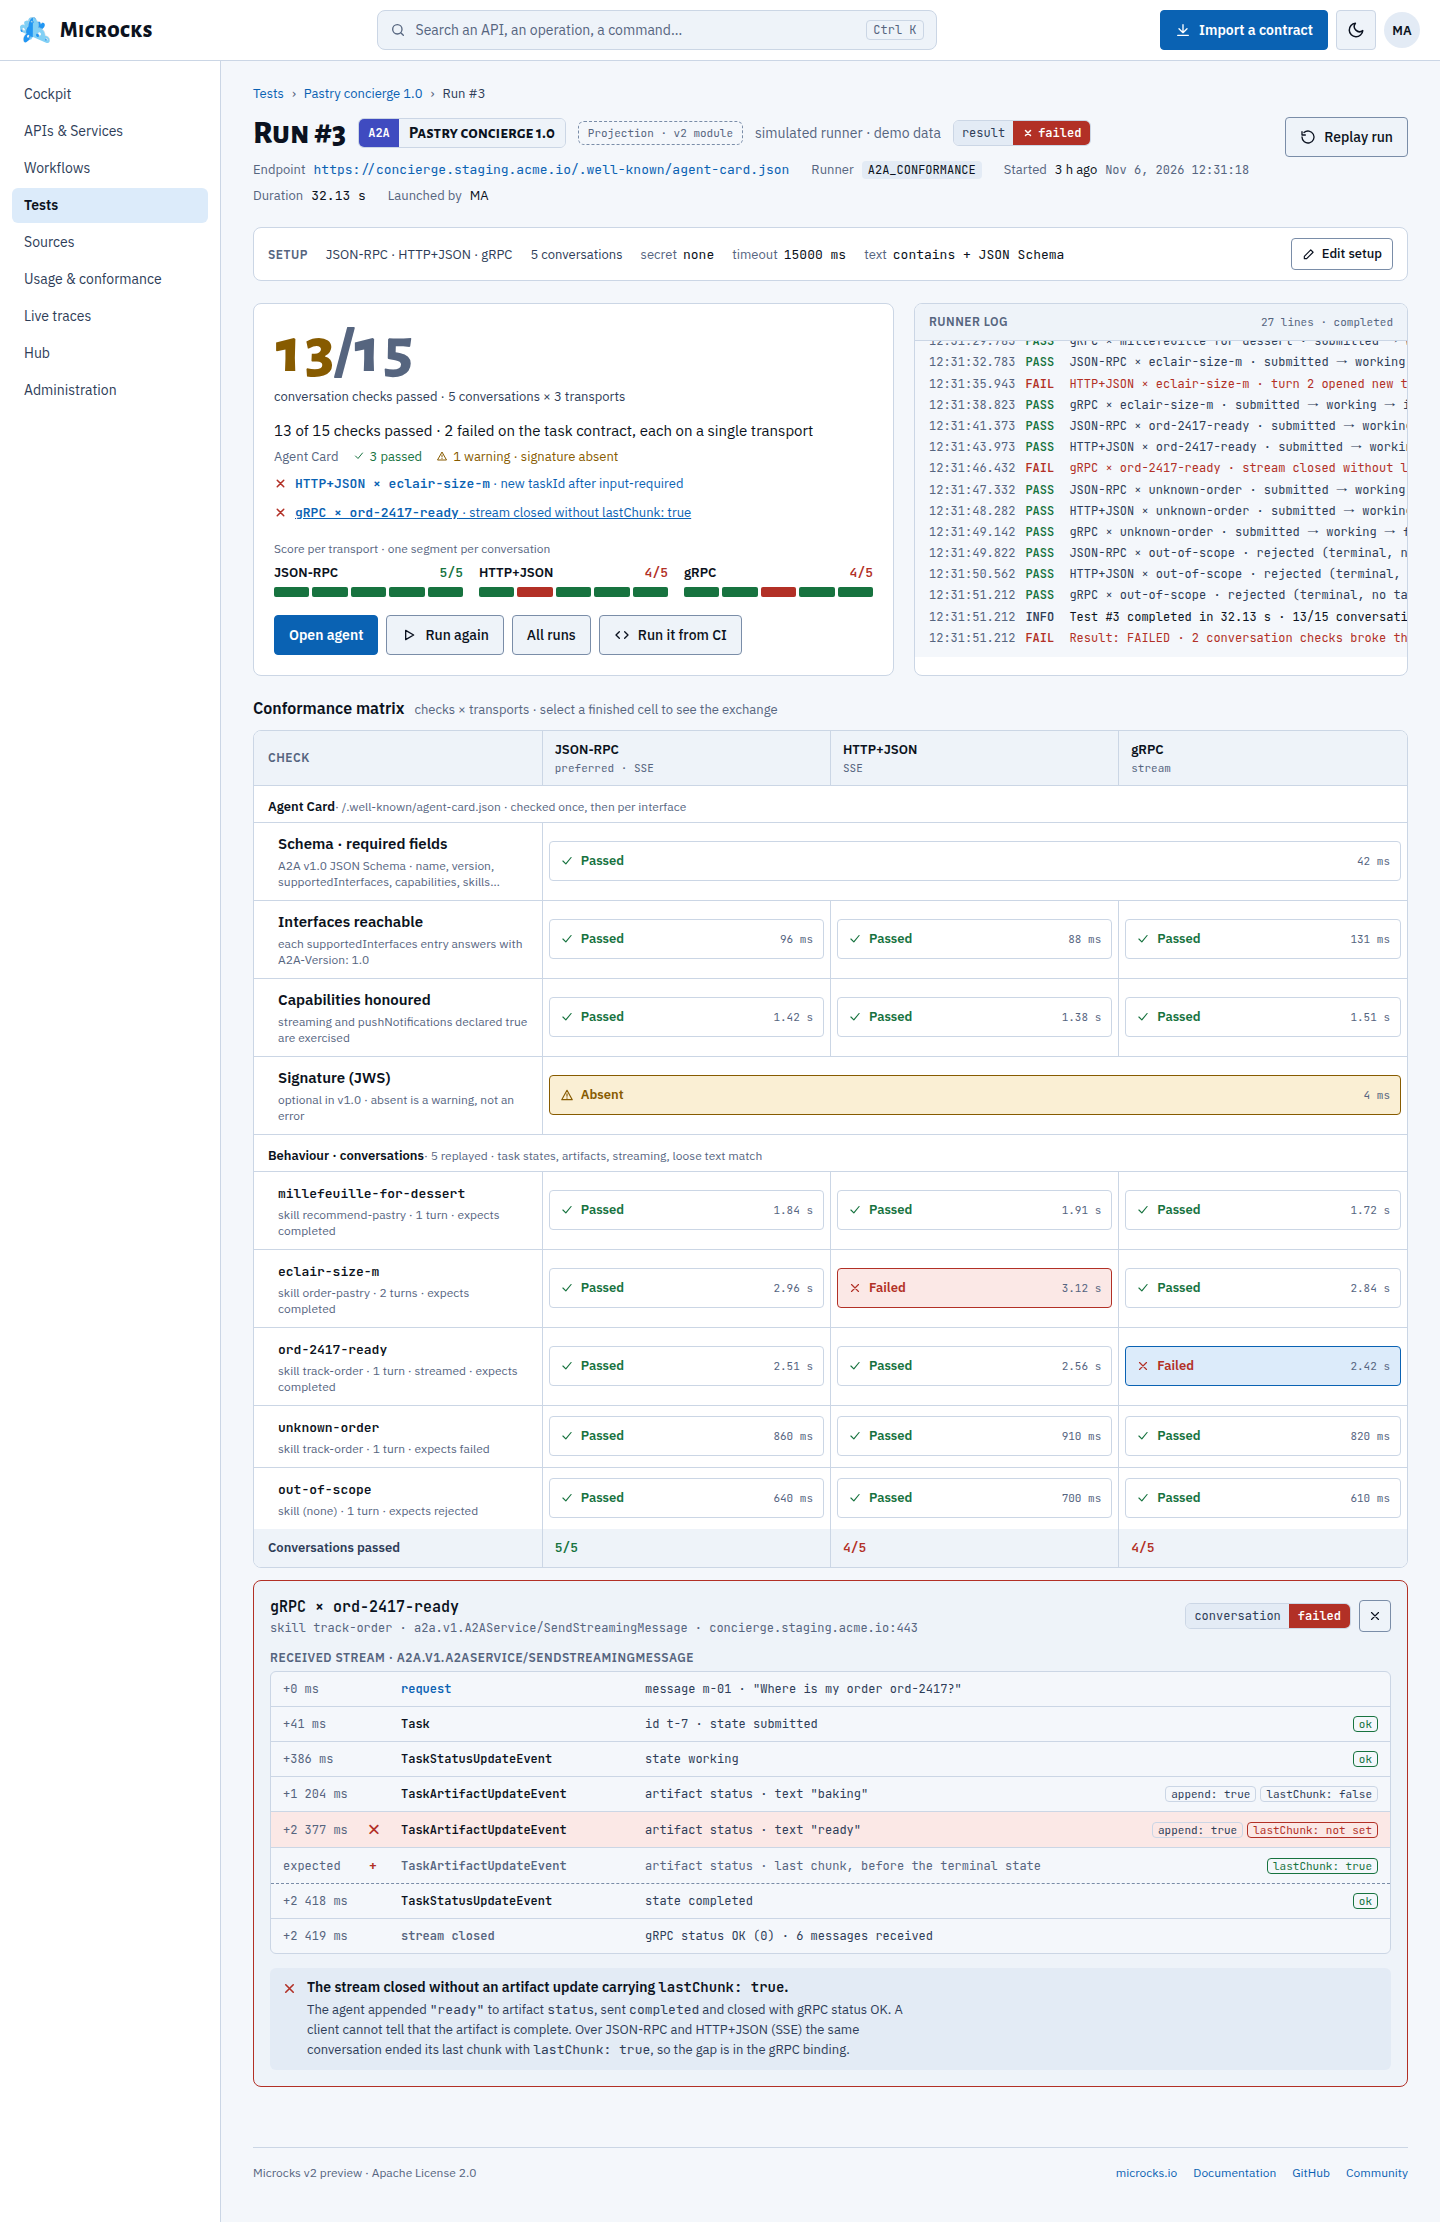 Microcks
Search an API, an operation, a command...
Ctrl K
Import a contract
MA
Cockpit
APIs & Services
Workflows
Tests
Sources
Usage & conformance
Live traces
Hub
Administration
Tests › Pastry concierge 1.0 › Run #3
Run #3
A2A Pastry concierge 1.0
Projection · v2 module
simulated runner · demo data
result × failed
Replay run
Endpoint https://concierge.staging.acme.io/.well-known/agent-card.json Runner A2A_CONFORMANCE Started 3 h ago Nov 6, 2026 12:31:18
Duration 32.13 s Launched by MA
SETUP JSON-RPC · HTTP+JSON · gRPC 5 conversations secret none timeout 15000 ms text contains + JSON Schema
Edit setup
13/15
conversation checks passed · 5 conversations × 3 transports
13 of 15 checks passed · 2 failed on the task contract, each on a single transport
Agent Card 3 passed 1 warning · signature absent
HTTP+JSON × eclair-size-m · new taskId after input-required
gRPC × ord-2417-ready · stream closed without lastChunk: true
Score per transport · one segment per conversation
JSON-RPC 5/5 HTTP+JSON 4/5 gRPC 4/5
Open agent
Run again
All runs
Run it from CI
RUNNER LOG
27 lines · completed
12:31:29.783 PASS gRPC × millefeuille-for-dessert · submitted →
12:31:32.783 PASS JSON-RPC × eclair-size-m · submitted → working
12:31:35.943 FAIL HTTP+JSON × eclair-size-m · turn 2 opened new t
12:31:38.823 PASS gRPC × eclair-size-m · submitted → working → i
12:31:41.373 PASS JSON-RPC × ord-2417-ready · submitted → workin
12:31:43.973 PASS HTTP+JSON × ord-2417-ready · submitted → worki
12:31:46.432 FAIL gRPC × ord-2417-ready · stream closed without l
12:31:47.332 PASS JSON-RPC × unknown-order · submitted → working
12:31:48.282 PASS HTTP+JSON × unknown-order · submitted → workin
12:31:49.142 PASS gRPC × unknown-order · submitted → working → f
12:31:49.822 PASS JSON-RPC × out-of-scope · rejected (terminal, n
12:31:50.562 PASS HTTP+JSON × out-of-scope · rejected (terminal,
12:31:51.212 PASS gRPC × out-of-scope · rejected (terminal, no ta
12:31:51.212 INFO Test #3 completed in 32.13 s · 13/15 conversati
12:31:51.212 FAIL Result: FAILED · 2 conversation checks broke th
Conformance matrix checks × transports · select a finished cell to see the exchange
CHECK
JSON-RPC
preferred · SSE
HTTP+JSON
SSE
gRPC
stream
Agent Card · /.well-known/agent-card.json · checked once, then per interface
Schema · required fields
A2A v1.0 JSON Schema · name, version,
supportedInterfaces, capabilities, skills...
Passed 42 ms
Interfaces reachable
each supportedInterfaces entry answers with
A2A-Version: 1.0
Passed 96 ms
Passed 88 ms
Passed 131 ms
Capabilities honoured
streaming and pushNotifications declared true
are exercised
Passed 1.42 s
Passed 1.38 s
Passed 1.51 s
Signature (JWS)
optional in v1.0 · absent is a warning, not an
error
Absent 4 ms
Behaviour · conversations · 5 replayed · task states, artifacts, streaming, loose text match
millefeuille-for-dessert
skill recommend-pastry · 1 turn · expects
completed
Passed 1.84 s
Passed 1.91 s
Passed 1.72 s
eclair-size-m
skill order-pastry · 2 turns · expects
completed
Passed 2.96 s
Failed 3.12 s
Passed 2.84 s
ord-2417-ready
skill track-order · 1 turn · streamed · expects
completed
Passed 2.51 s
Passed 2.56 s
Failed 2.42 s
unknown-order
skill track-order · 1 turn · expects failed
Passed 860 ms
Passed 910 ms
Passed 820 ms
out-of-scope
skill (none) · 1 turn · expects rejected
Passed 640 ms
Passed 700 ms
Passed 610 ms
Conversations passed 5/5 4/5 4/5
gRPC × ord-2417-ready
skill track-order · a2a.v1.A2AService/SendStreamingMessage · concierge.staging.acme.io:443
conversation failed
RECEIVED STREAM · A2A.V1.A2ASERVICE/SENDSTREAMINGMESSAGE
+0 ms request message m-01 · "Where is my order ord-2417?"
+41 ms Task id t-7 · state submitted ok
+386 ms TaskStatusUpdateEvent state working ok
+1 204 ms TaskArtifactUpdateEvent artifact status · text "baking" append: true lastChunk: false
+2 377 ms × TaskArtifactUpdateEvent artifact status · text "ready" append: true lastChunk: not set
expected + TaskArtifactUpdateEvent artifact status · last chunk, before the terminal state lastChunk: true
+2 418 ms TaskStatusUpdateEvent state completed ok
+2 419 ms stream closed gRPC status OK (0) · 6 messages received
The stream closed without an artifact update carrying lastChunk: true.
The agent appended "ready" to artifact status, sent completed and closed with gRPC status OK. A
client cannot tell that the artifact is complete. Over JSON-RPC and HTTP+JSON (SSE) the same
conversation ended its last chunk with lastChunk: true, so the gap is in the gRPC binding.
Microcks v2 preview · Apache License 2.0
microcks.io Documentation GitHub Community